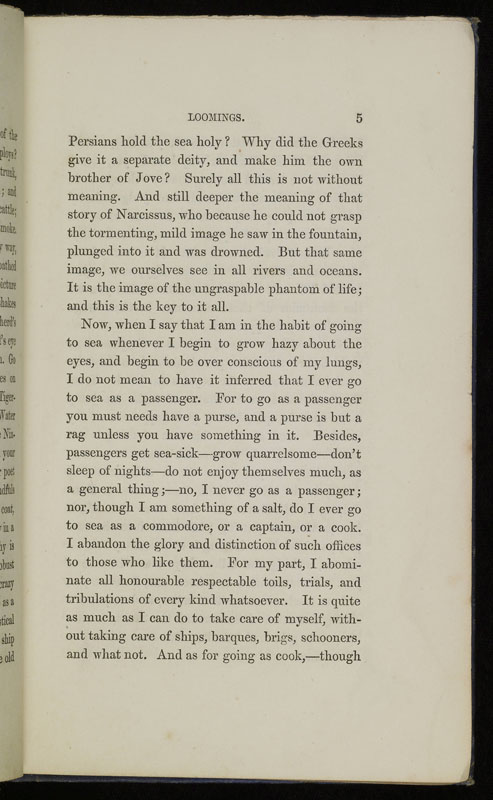 LOOMINGS. 5
Persians hold the sea holy? Why did the Greeks
give it a separate deity, and make him the own
brother of Jove? Surely all this is not without
meaning. And still deeper the meaning of that
story of Narcissus, who because he could not grasp
the tormenting, mild image he saw in the fountain,
plunged into it and was drowned. But that same
image, we ourselves see in all rivers and oceans.
It is the image of the ungraspable phantom of life;
and this is the key to it all.
Now, when I say that I am in the habit of going
to sea whenever I begin to grow hazy about the
eyes, and begin to be over conscious of my lungs,
I do not mean to have it inferred that I ever go
to sea as a passenger. For to go as a passenger
you must needs have a purse, and a purse is but a
rag unless you have something in it. Besides,
passengers get sea-sick—grow quarrelsome—don't
sleep of nights—do not enjoy themselves much, as
a general thing;—no, I never go as a passenger;
nor, though I am something of a salt, do I ever go
to sea as a commodore, or a captain, or a cook.
I abandon the glory and distinction of such offices
to those who like them. For my part, I abomi-
nate all honourable respectable toils, trials, and
tribulations of every kind whatsoever. It is quite
as much as I can do to take care of myself, with-
out taking care of ships, barques, brigs, schooners,
and what not. And as for going as cook,—though
of the
ploys?
trunk,
; and
cattle;
smoke.
way,
bathed
picture
shakes
herd's
's eye
Go
es on
Tiger-
Water
Nia-
your
poet
ndfuls
coat,
in a
hy is
obust
crazy
as a
stical
ship
e old